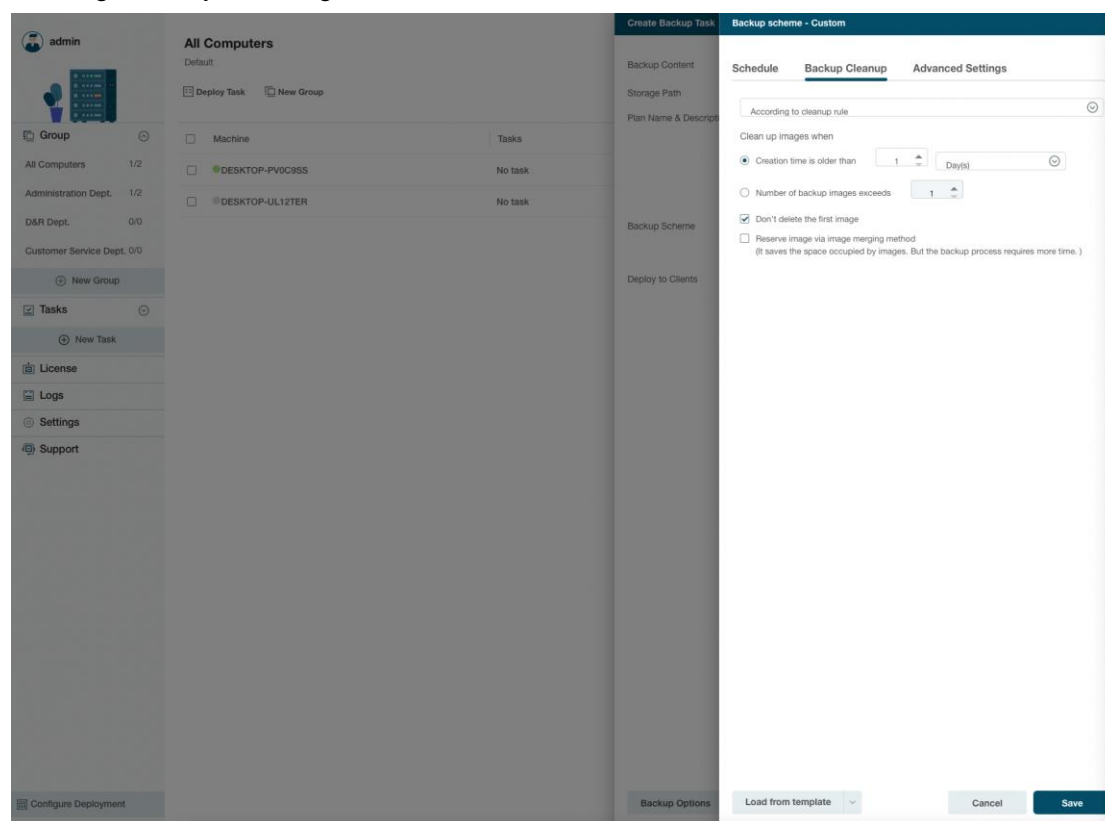 admin
Group
All Computers 1/2
Administration Dept. 1/2
D&R Dept. 0/0
Customer Service Dept. 0/0
New Group
Tasks
New Task
License
Logs
Settings
Support
Configure Deployment
All Computers
Default
Deploy Task New Group
Machine Tasks
DESKTOP-PV0C9SS No task
DESKTOP-UL12TER No task
Create Backup Task
Backup Content
Storage Path
Plan Name & Descripti
Backup Scheme
Deploy to Clients
Backup Options
Backup scheme - Custom
Schedule Backup Cleanup Advanced Settings
According to cleanup rule
Clean up images when
Creation time is older than 1 Day(s)
Number of backup images exceeds 1
Don't delete the first image
Reserve image via image merging method
(It saves the space occupied by images. But the backup process requires more time. )
Load from template Cancel Save